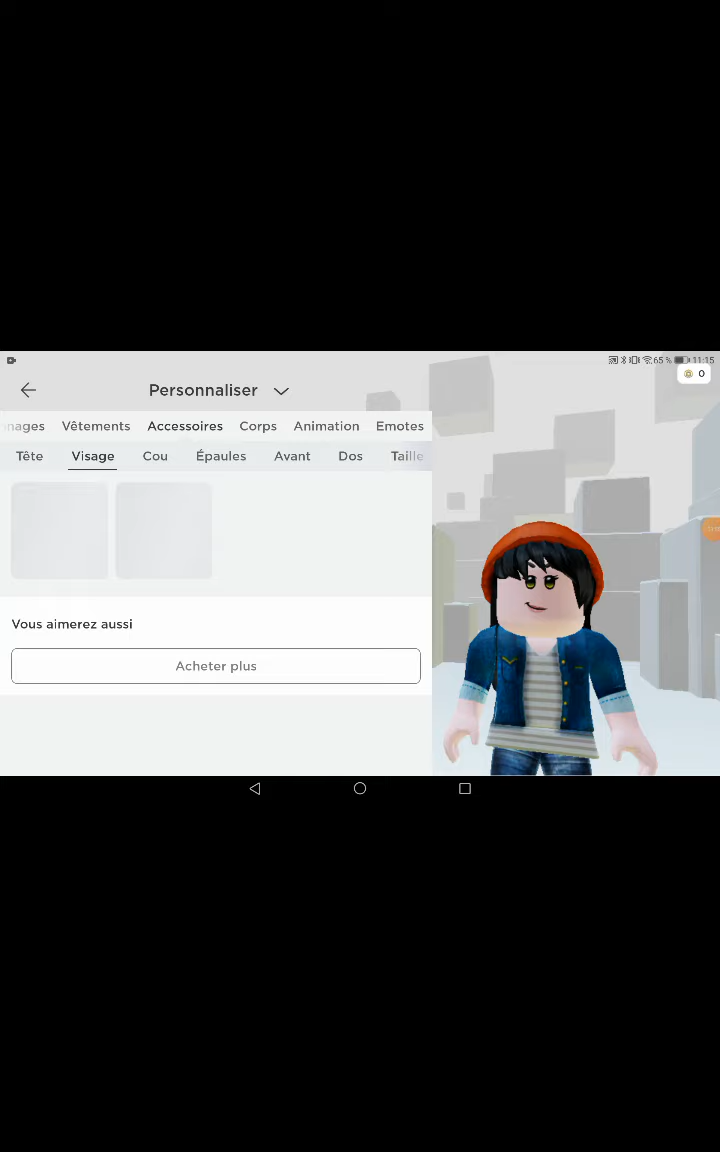 65 % 11:15
0
Personnaliser
nages Vêtements Accessoires Corps Animation Emotes
Tête Visage Cou Épaules Avant Dos Taille
Vous aimerez aussi
Acheter plus